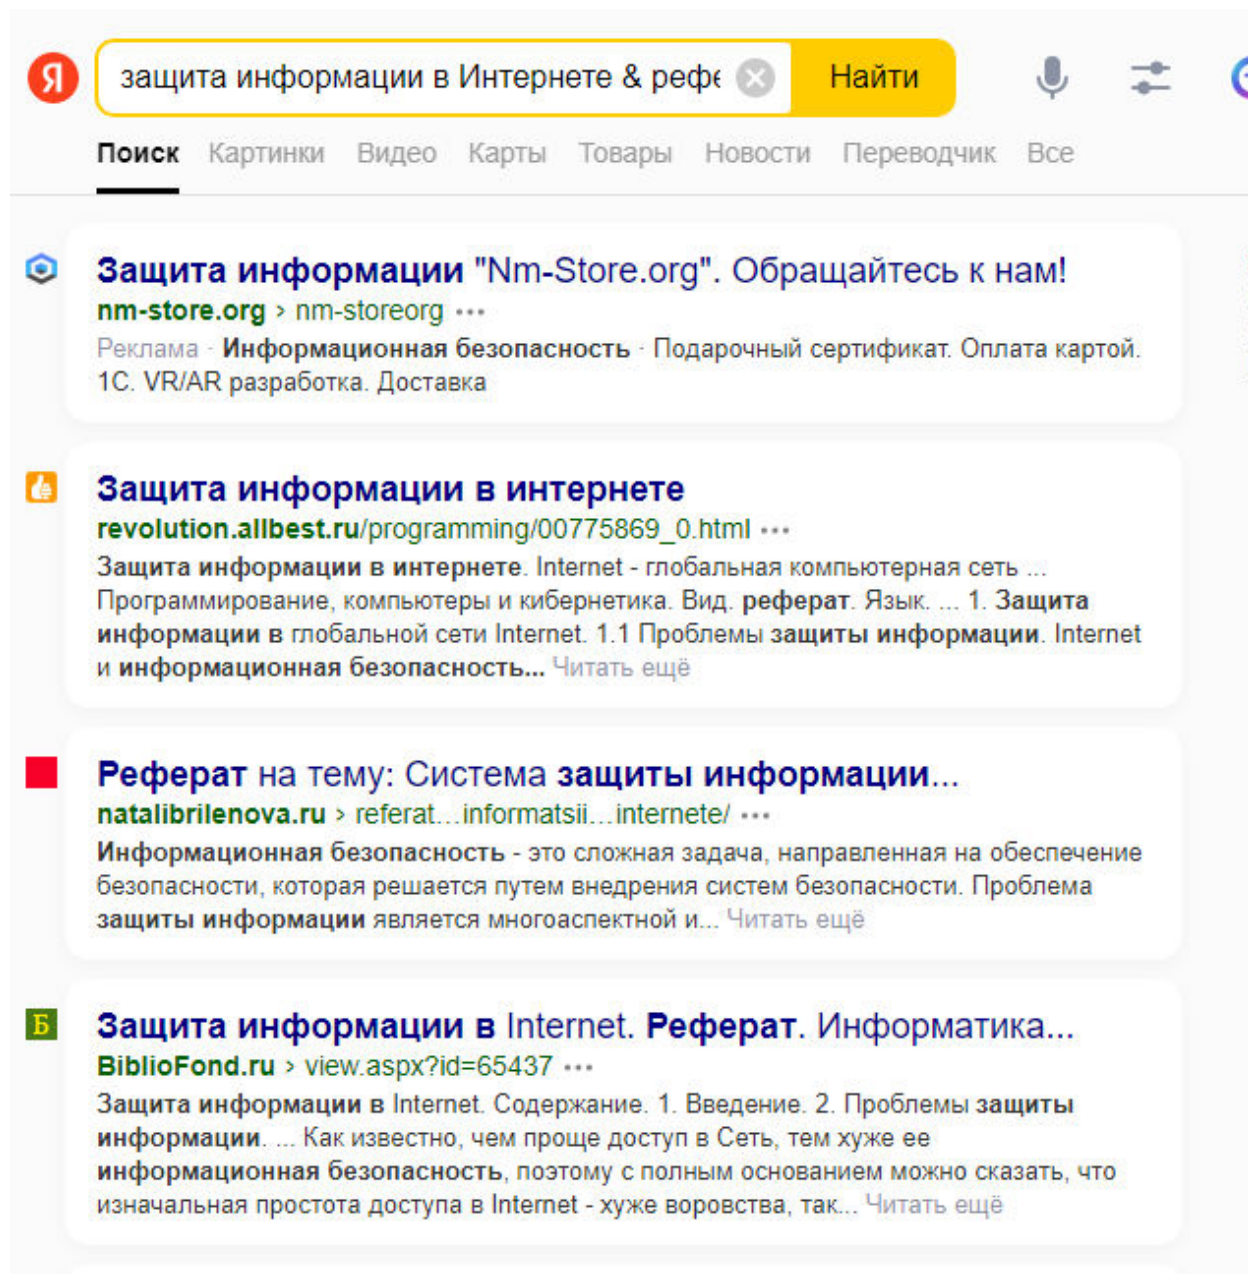 Я защита информации в Интернете & рефе Найти
Поиск Картинки Видео Карты Товары Новости Переводчик Все
Защита информации "Nm-Store.org". Обращайтесь к нам!
nm-store.org › nm-storeorg •••
Реклама · Информационная безопасность · Подарочный сертификат. Оплата картой.
1С. VR/AR разработка. Доставка
Защита информации в интернете
revolution.allbest.ru/programming/00775869_0.html •••
Защита информации в интернете. Internet - глобальная компьютерная сеть ...
Программирование, компьютеры и кибернетика. Вид. реферат. Язык. ... 1. Защита
информации в глобальной сети Internet. 1.1 Проблемы защиты информации. Internet
и информационная безопасность... Читать ещё
Реферат на тему: Система защиты информации...
natalibrilenova.ru › referat...informatsii...internete/ •••
Информационная безопасность - это сложная задача, направленная на обеспечение
безопасности, которая решается путем внедрения систем безопасности. Проблема
защиты информации является многоаспектной и... Читать ещё
Б
Защита информации в Internet. Реферат. Информатика...
BiblioFond.ru › view.aspx?id=65437 •••
Защита информации в Internet. Содержание. 1. Введение. 2. Проблемы защиты
информации. ... Как известно, чем проще доступ в Сеть, тем хуже ее
информационная безопасность, поэтому с полным основанием можно сказать, что
изначальная простота доступа в Internet - хуже воровства, так... Читать ещё